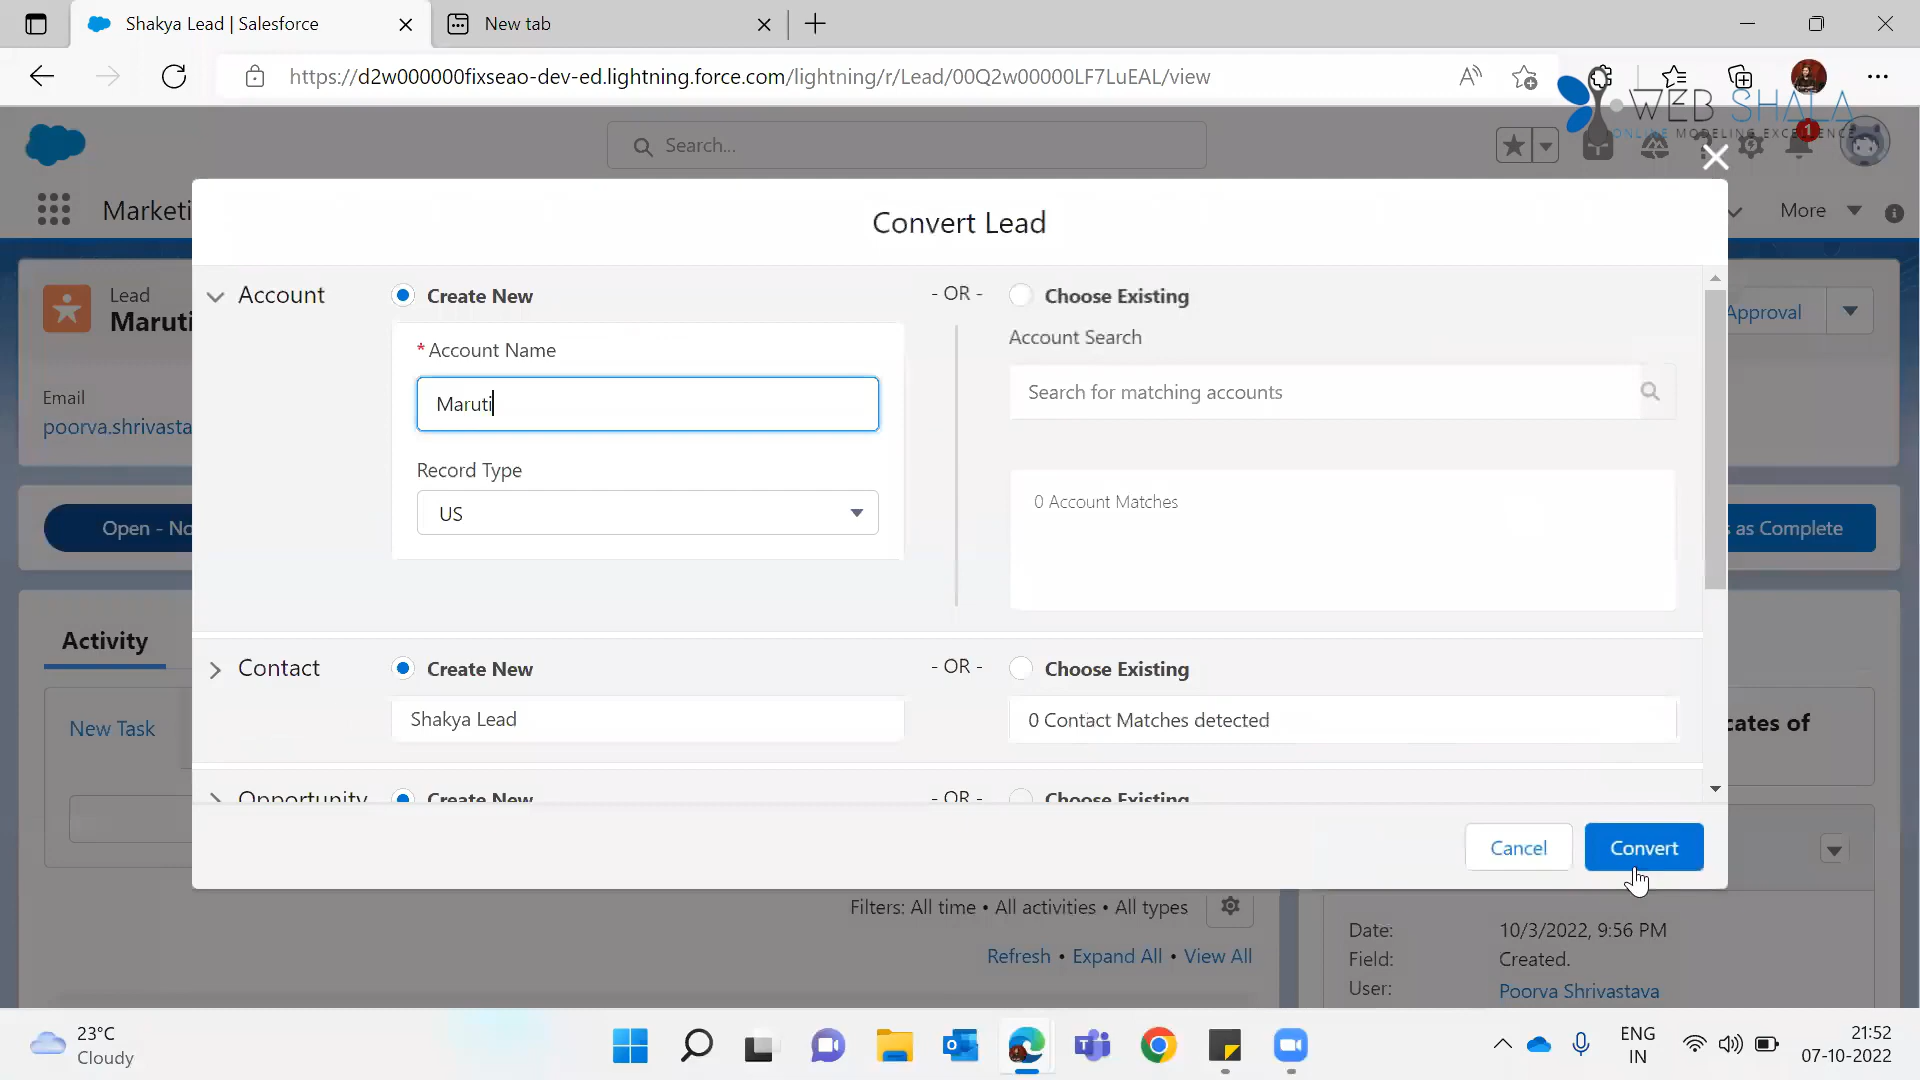 Shakya Lead | Salesforce
New tab
https://d2w000000fixseao-dev-ed.lightning.force.com/lightning/r/Lead/00Q2w00000LF7LuEAL/view
WEB SHALA
ONLINE MODELING EXCELLENCE
Search...
1
Marketi
More
Convert Lead
Lead
Maruti
Approval
Email
poorva.shrivasta
Open - No
s as Complete
Account
Create New
- OR -
Choose Existing
*Account Name
Maruti
Record Type
US
Account Search
Search for matching accounts
0 Account Matches
Activity
New Task
Contact
Create New
- OR -
Choose Existing
Shakya Lead
0 Contact Matches detected
cates of
Opportunity
Create New
- OR -
Choose Existing
Cancel
Convert
Filters: All time • All activities • All types
Refresh • Expand All • View All
Date:
10/3/2022, 9:56 PM
Field:
Created.
User:
Poorva Shrivastava
23°C
Cloudy
ENG
IN
21:52
07-10-2022